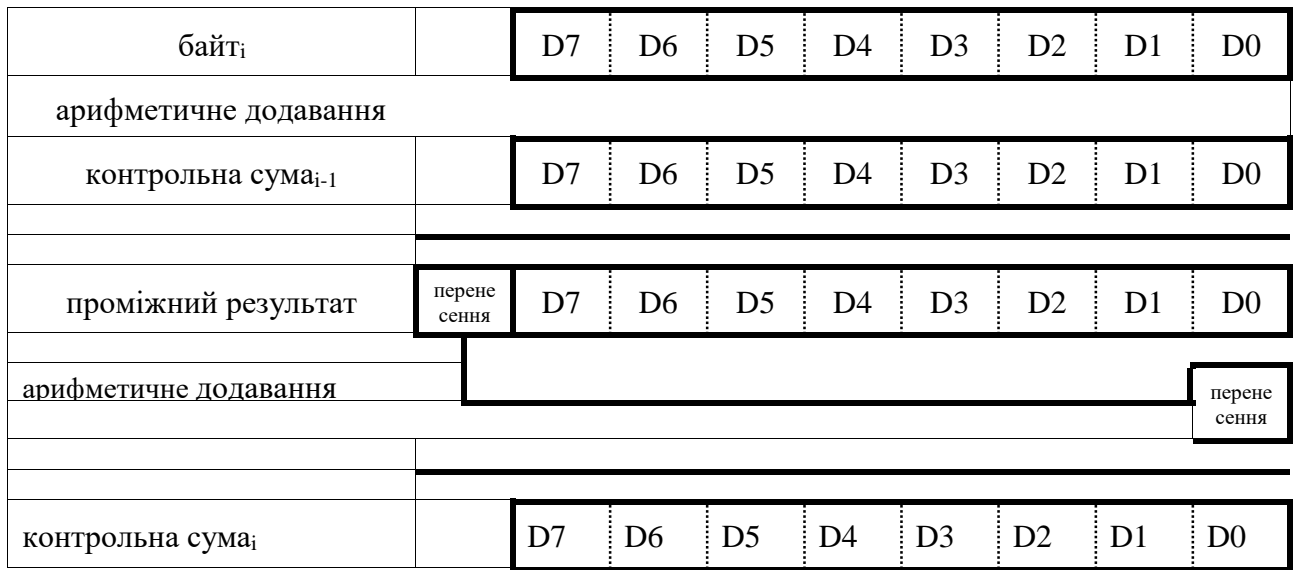 байтᵢ D7 D6 D5 D4 D3 D2 D1 D0
арифметичне додавання
контрольна сумаᵢ₋₁ D7 D6 D5 D4 D3 D2 D1 D0
проміжний результат перене
сення D7 D6 D5 D4 D3 D2 D1 D0
арифметичне додавання перене
сення
контрольна сумаᵢ D7 D6 D5 D4 D3 D2 D1 D0